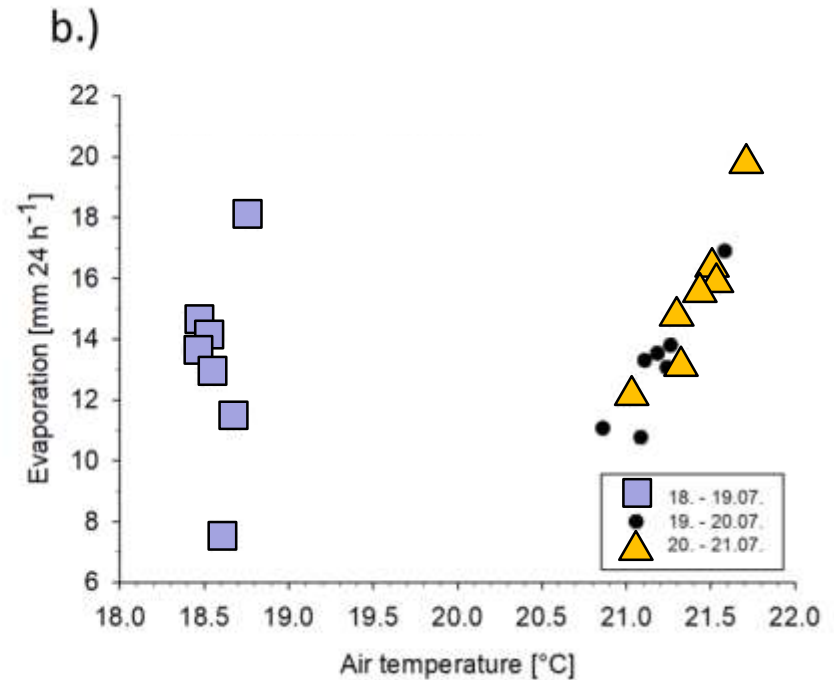 b.)
22
20
18
16
14
12
10
8
6
Evaporation [mm 24 h⁻¹]
18. - 19.07.
19. - 20.07.
20. - 21.07.
18.0 18.5 19.0 19.5 20.0 20.5 21.0 21.5 22.0
Air temperature [°C]